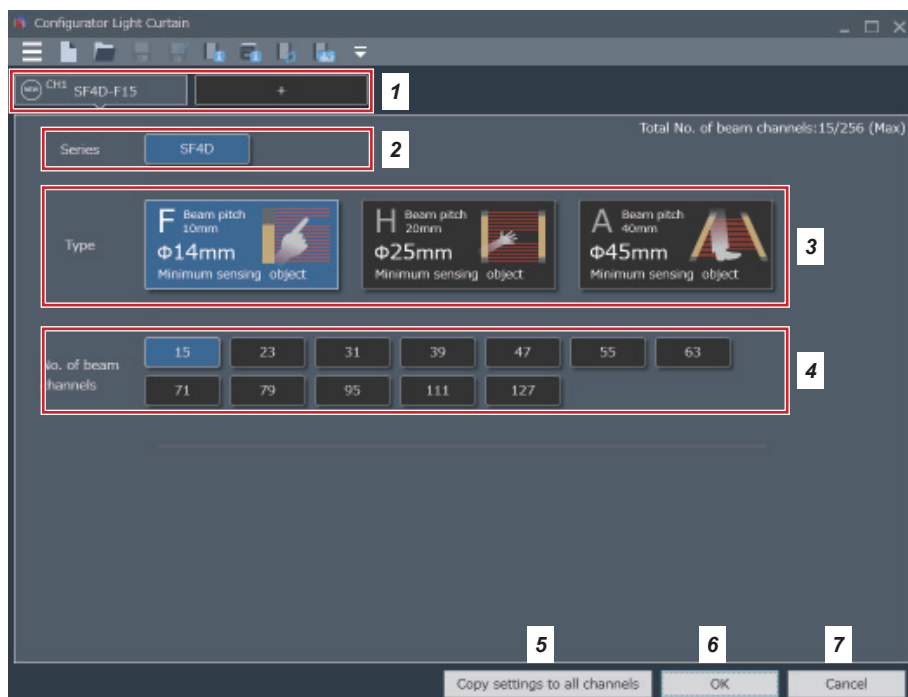 Configurator Light Curtain
NEW CH1 SF4D-F15 + 1
Total No. of beam channels:15/256 (Max)
Series SF4D 2
Type
F Beam pitch 10mm
Φ14mm
Minimum sensing object
H Beam pitch 20mm
Φ25mm
Minimum sensing object
A Beam pitch 40mm
Φ45mm
Minimum sensing object
3
No. of beam channels
15 23 31 39 47 55 63
71 79 95 111 127
4
5 6 7
Copy settings to all channels OK Cancel